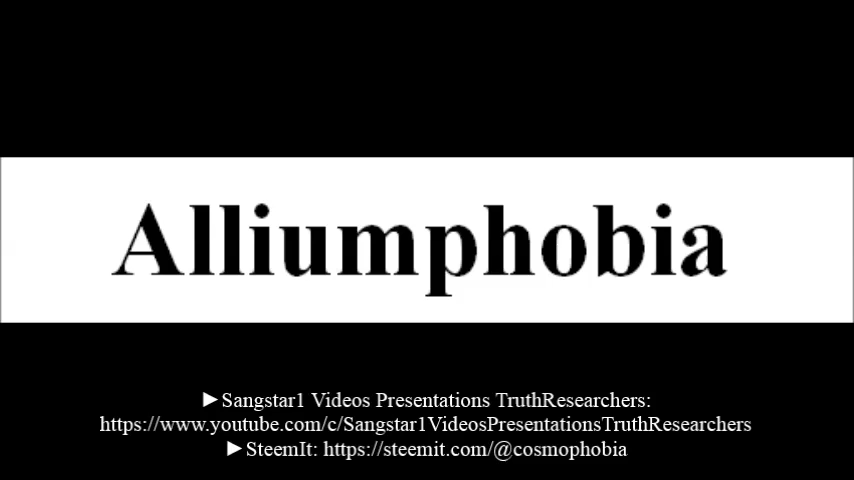 Alliumphobia
►Sangstar1 Videos Presentations TruthResearchers:
https://www.youtube.com/c/Sangstar1VideosPresentationsTruthResearchers
►SteemIt: https://steemit.com/@cosmophobia